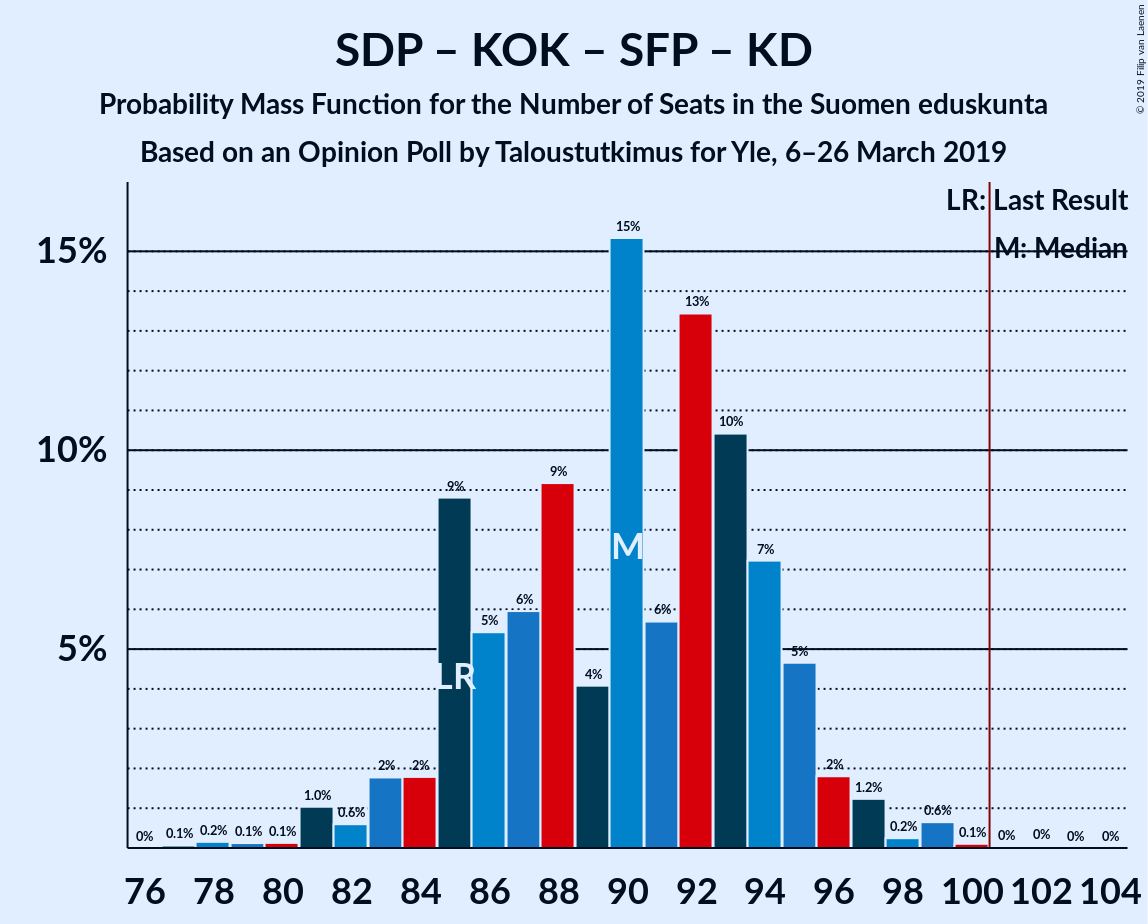 SDP – KOK – SFP – KD
Probability Mass Function for the Number of Seats in the Suomen eduskunta
Based on an Opinion Poll by Taloustutkimus for Yle, 6–26 March 2019
© 2019 Filip van Laenen
LR: Last Result
M: Median
15%
10%
5%
0% 0.1% 0.2% 0.1% 0.1% 1.0% 0.6% 2% 2% 9% 5% 6% 9% 4% 15% 6% 13% 10% 7% 5% 2% 1.2% 0.2% 0.6% 0.1% 0% 0% 0% 0%
LR
M
76 78 80 82 84 86 88 90 92 94 96 98 100 102 104